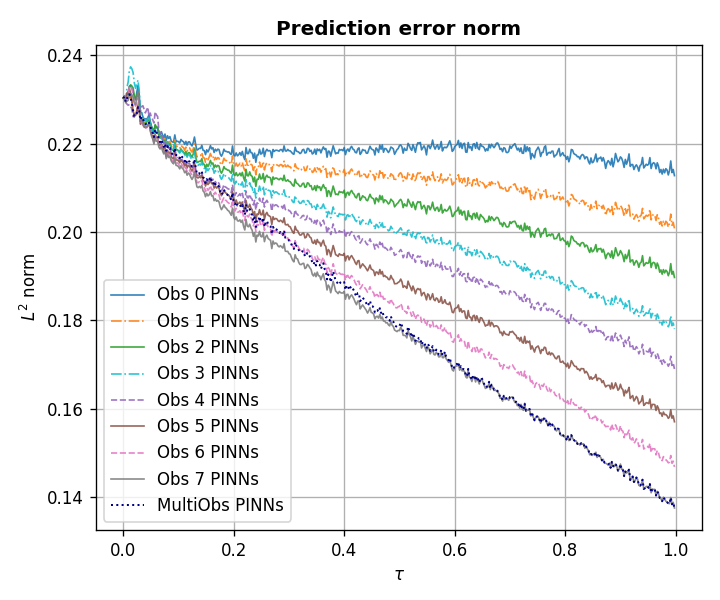 Prediction error norm
L² norm
0.24
0.22
0.20
0.18
0.16
0.14
Obs 0 PINNs
Obs 1 PINNs
Obs 2 PINNs
Obs 3 PINNs
Obs 4 PINNs
Obs 5 PINNs
Obs 6 PINNs
Obs 7 PINNs
MultiObs PINNs
0.0 0.2 0.4 0.6 0.8 1.0
τ